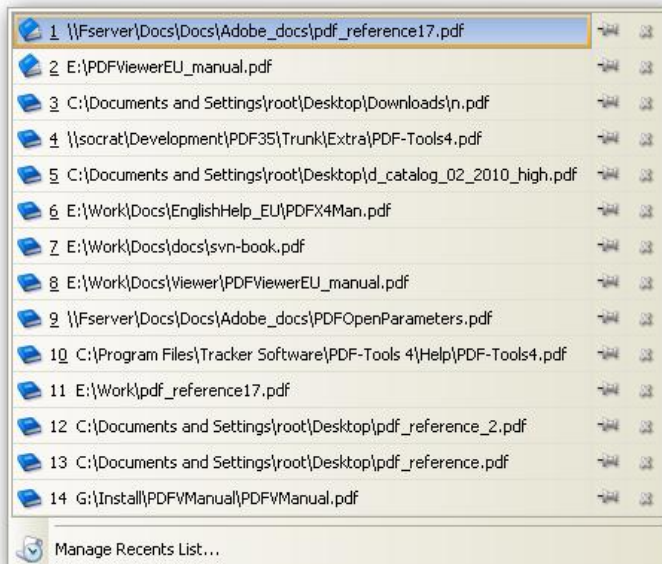 1 \\Fserver\Docs\Docs\Adobe_docs\pdf_reference17.pdf
2 E:\PDFViewerEU_manual.pdf
3 C:\Documents and Settings\root\Desktop\Downloads\n.pdf
4 \\socrat\Development\PDF35\Trunk\Extra\PDF-Tools4.pdf
5 C:\Documents and Settings\root\Desktop\d_catalog_02_2010_high.pdf
6 E:\Work\Docs\EnglishHelp_EU\PDFX4Man.pdf
7 E:\Work\Docs\docs\svn-book.pdf
8 E:\Work\Docs\Viewer\PDFViewerEU_manual.pdf
9 \\Fserver\Docs\Docs\Adobe_docs\PDFOpenParameters.pdf
10 C:\Program Files\Tracker Software\PDF-Tools 4\Help\PDF-Tools4.pdf
11 E:\Work\pdf_reference17.pdf
12 C:\Documents and Settings\root\Desktop\pdf_reference_2.pdf
13 C:\Documents and Settings\root\Desktop\pdf_reference.pdf
14 G:\Install\PDFVManual\PDFVManual.pdf
Manage Recents List...